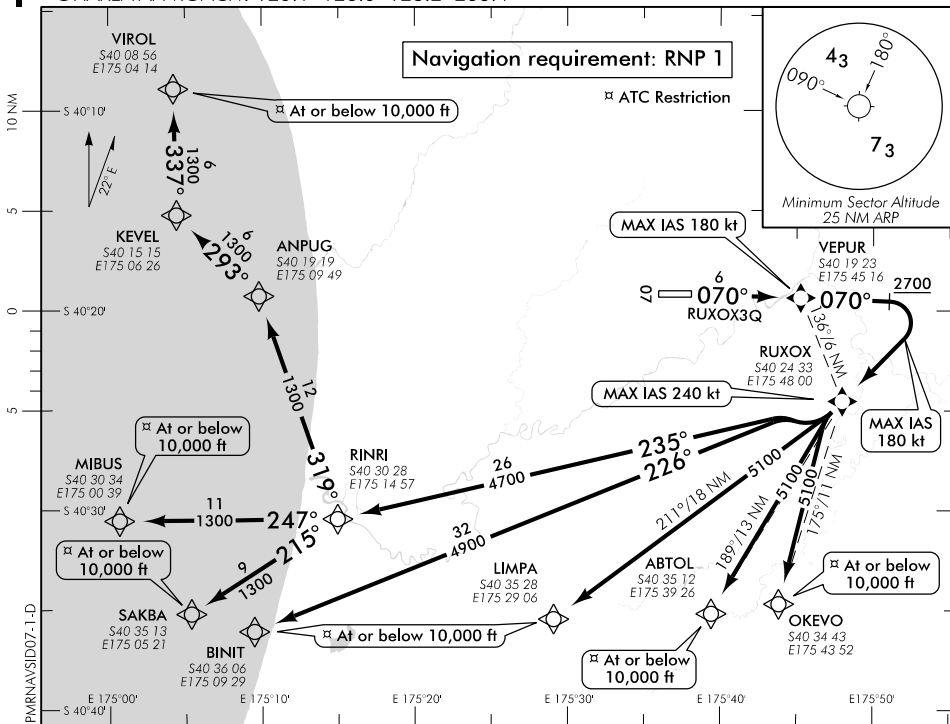 VIROL
S40 08 56
E175 04 14
Navigation requirement: RNP 1
¤ ATC Restriction
¤ At or below 10,000 ft
10 NM
S 40°10'
22° E
6
1300
337°
43
180°
090°
73
Minimum Sector Altitude
25 NM ARP
5
KEVEL
S40 15 15
E175 06 26
6
1300
293°
ANPUG
S40 19 19
E175 09 49
MAX IAS 180 kt
VEPUR
S40 19 23
E175 45 16
0
S 40°20'
07
6
070°
RUXOX3Q
070°
2700
136°/6 NM
RUXOX
S40 24 33
E175 48 00
MAX IAS 240 kt
MAX IAS
180 kt
5
12
1300
319°
¤ At or below
10,000 ft
MIBUS
S40 30 34
E175 00 39
RINRI
S40 30 28
E175 14 57
S 40°30'
11
1300
247°
215°
9
1300
26
4700
235°
226°
32
4900
211°/18 NM
5100
189°/13 NM
5100
175°/11 NM
5100
¤ At or below
10,000 ft
SAKBA
S40 35 13
E175 05 21
BINIT
S40 36 06
E175 09 29
¤ At or below 10,000 ft
LIMPA
S40 35 28
E175 29 06
ABTOL
S40 35 12
E175 39 26
¤ At or below
10,000 ft
¤ At or below
10,000 ft
OKEVO
S40 34 43
E175 43 52
E 175°00'
E 175°10'
E 175°20'
E 175°30'
E 175°40'
E 175°50'
S 40°40'
PMRNAVSID07-1-D